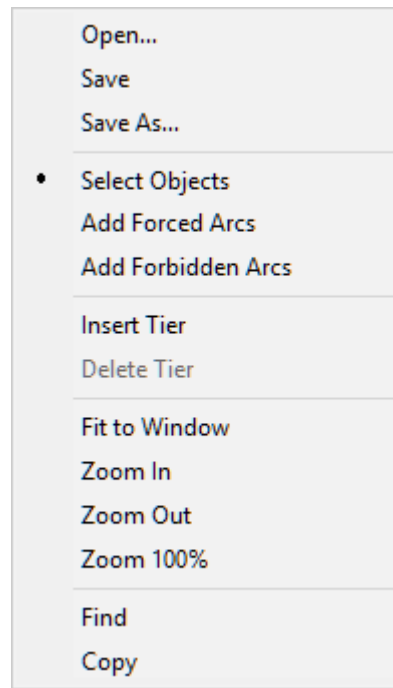 Open...
Save
Save As...
Select Objects
Add Forced Arcs
Add Forbidden Arcs
Insert Tier
Delete Tier
Fit to Window
Zoom In
Zoom Out
Zoom 100%
Find
Copy